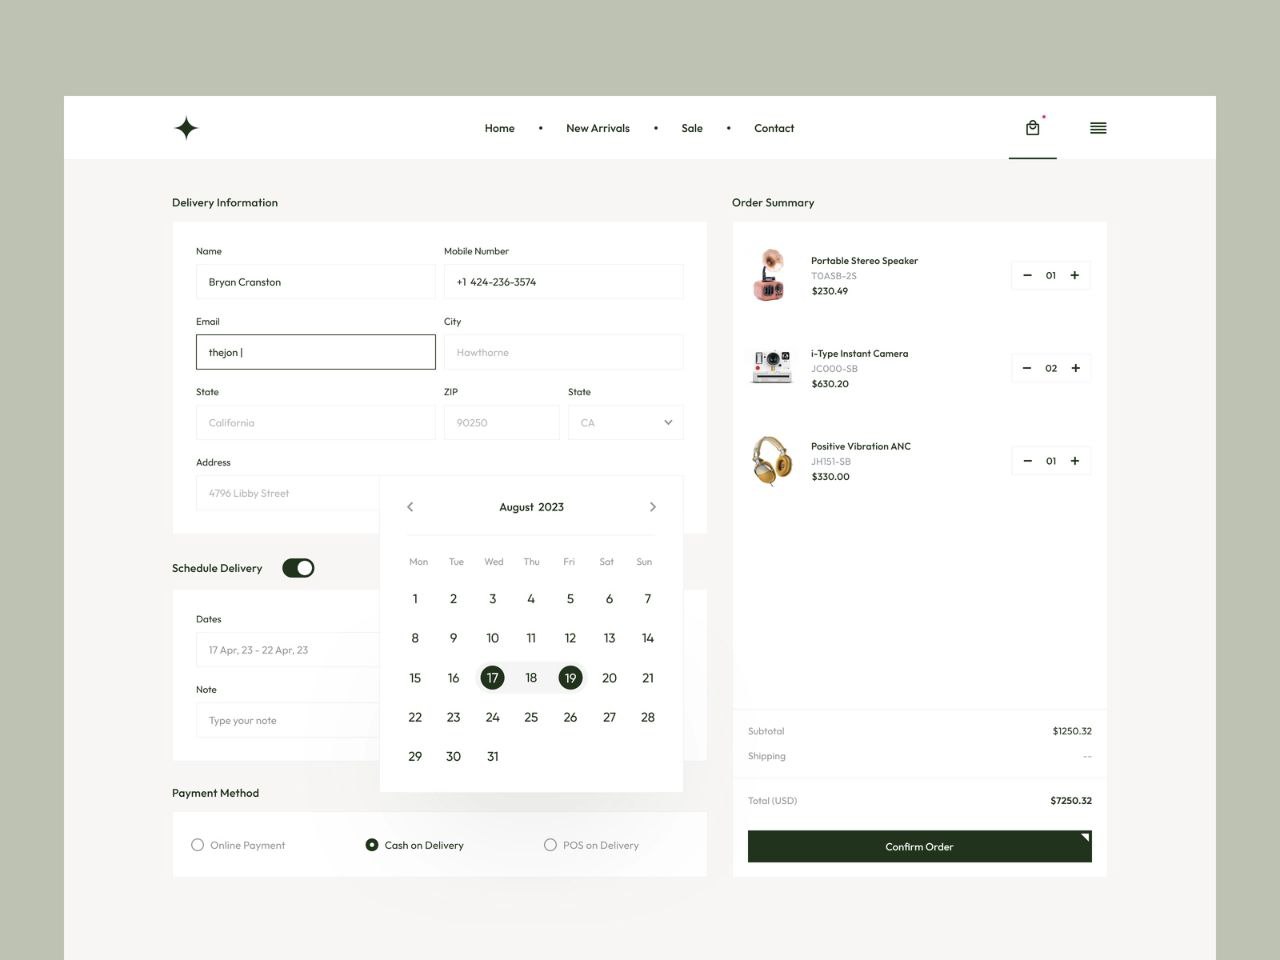 Home • New Arrivals • Sale • Contact
Delivery Information
Name
Mobile Number
Bryan Cranston
+1 424-236-3574
Email
City
thejon |
Hawthorne
State
ZIP
State
California
90250
CA
Address
4796 Libby Street
Schedule Delivery
Dates
17 Apr, 23 - 22 Apr, 23
Note
Type your note
August 2023
Mon Tue Wed Thu Fri Sat Sun
1 2 3 4 5 6 7
8 9 10 11 12 13 14
15 16 17 18 19 20 21
22 23 24 25 26 27 28
29 30 31
Payment Method
Online Payment
Cash on Delivery
POS on Delivery
Order Summary
Portable Stereo Speaker
TOASB-2S
$230.49
− 01 +
i-Type Instant Camera
JC000-SB
$630.20
− 02 +
Positive Vibration ANC
JH151-SB
$330.00
− 01 +
Subtotal $1250.32
Shipping --
Total (USD) $7250.32
Confirm Order